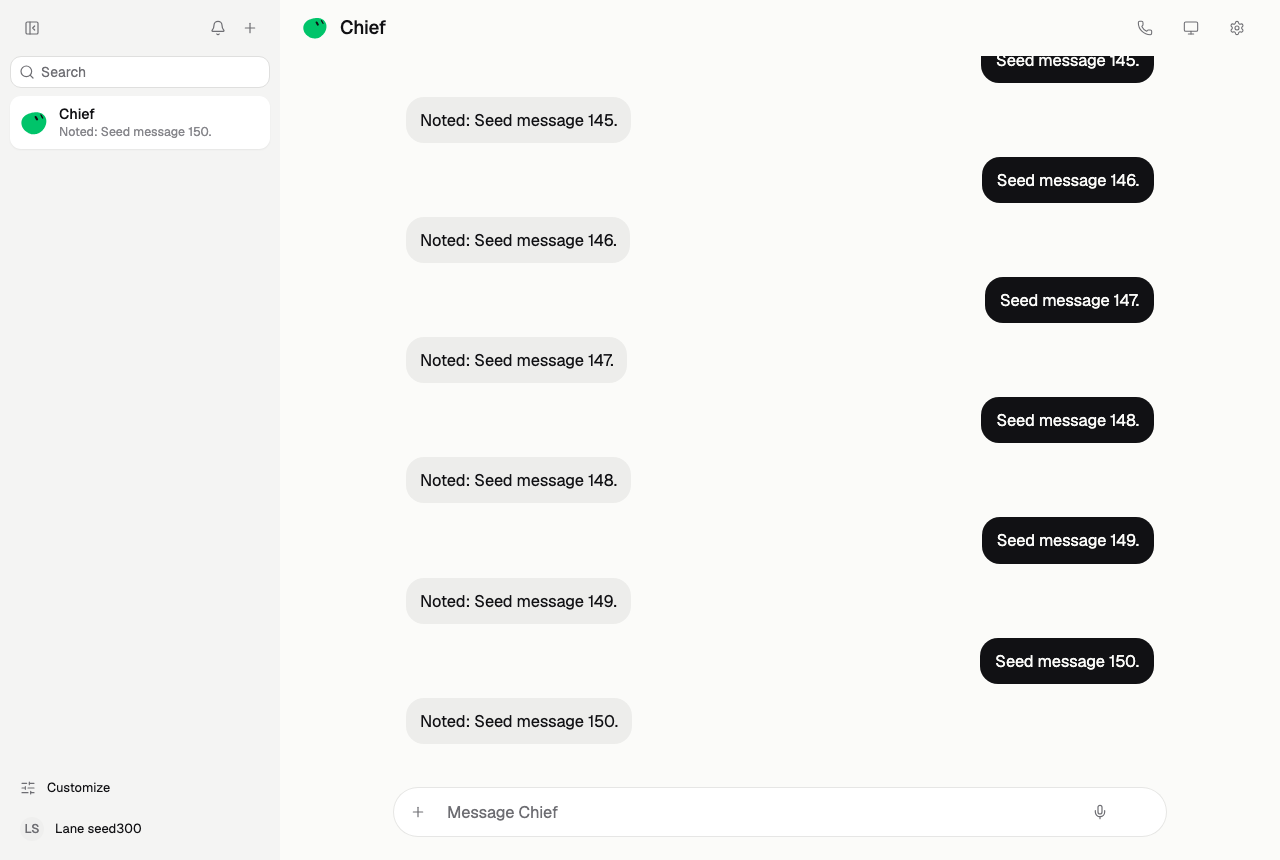 Search
Chief
Noted: Seed message 150.
Customize
LS
Lane seed300
Chief
Seed message 145.
Noted: Seed message 145.
Seed message 146.
Noted: Seed message 146.
Seed message 147.
Noted: Seed message 147.
Seed message 148.
Noted: Seed message 148.
Seed message 149.
Noted: Seed message 149.
Seed message 150.
Noted: Seed message 150.
Message Chief